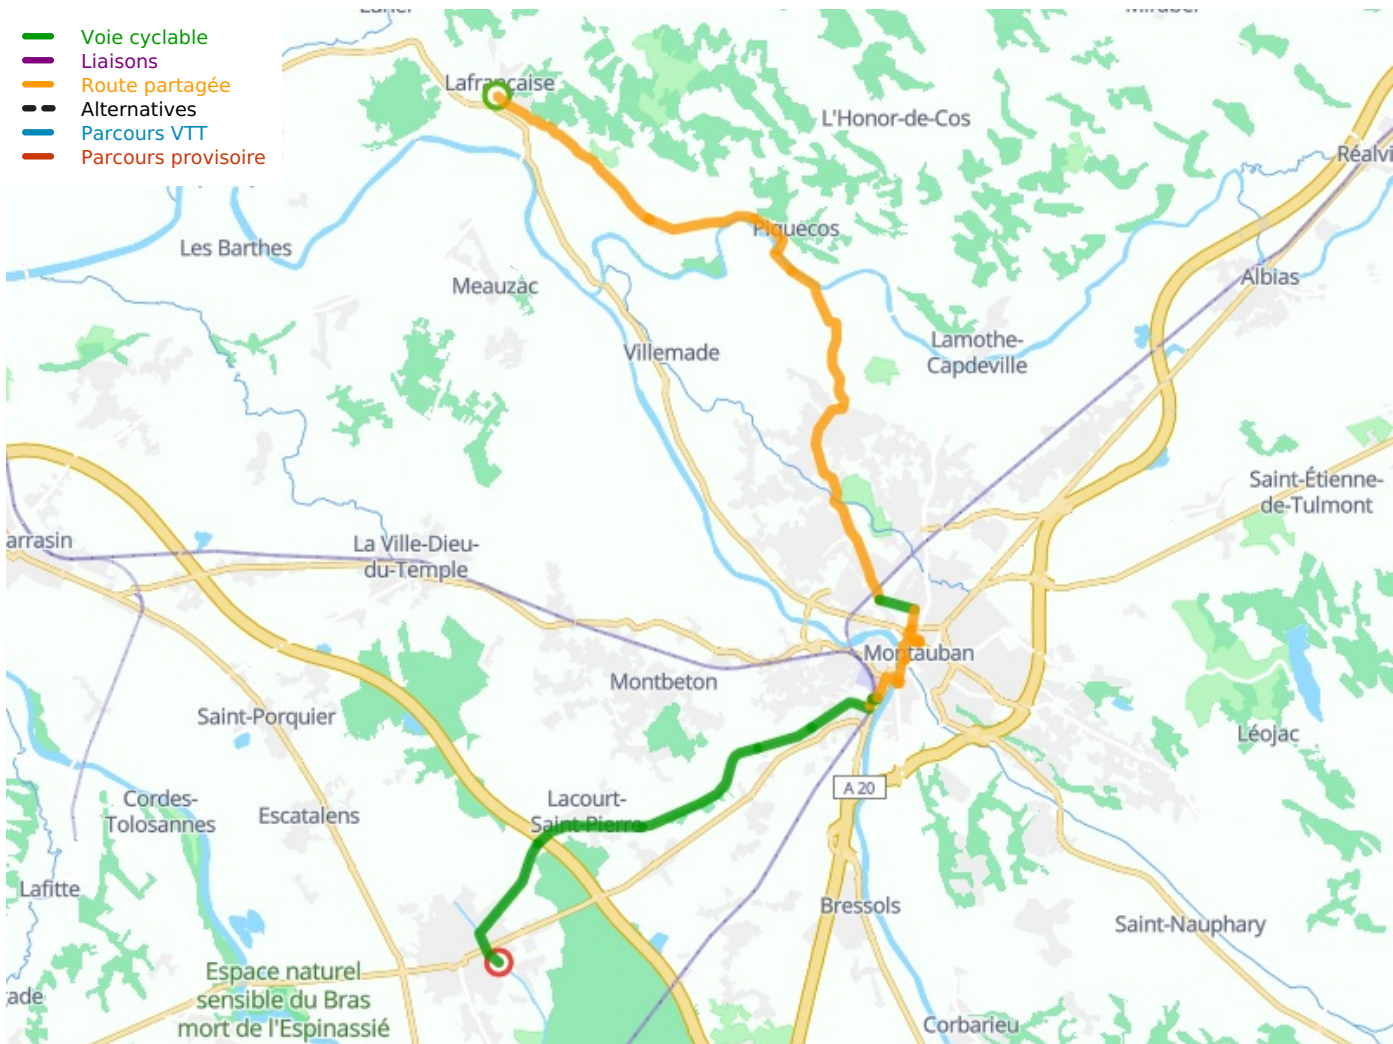 Voie cyclable
Liaisons
Route partagée
Alternatives
Parcours VTT
Parcours provisoire
Lafrançaise
L'Honor-de-Cos
Piquecos
Les Barthes
Meauzac
Albias
Villemade
Lamothe-
Capdeville
Saint-Étienne-
de-Tulmont
La Ville-Dieu-
du-Temple
Montauban
Montbeton
Saint-Porquier
Léojac
A 20
Cordes-
Tolosannes
Escatalens
Lacourt-
Saint-Pierre
Lafitte
Bressols
Saint-Nauphary
Espace naturel
sensible du Bras
mort de l'Espinassié
Corbarieu